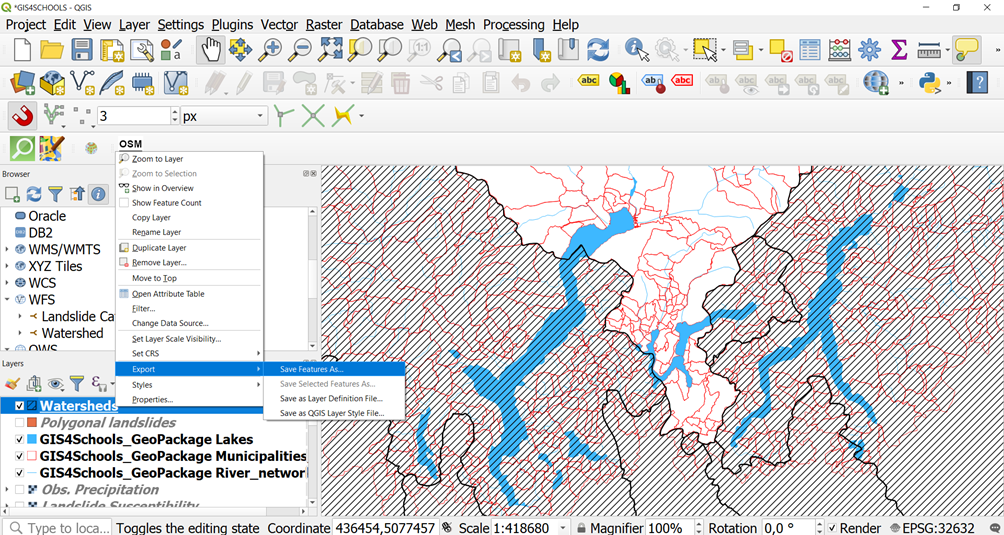 *GIS4SCHOOLS - QGIS
Project Edit View Layer Settings Plugins Vector Raster Database Web Mesh Processing Help
abc ab abc
3 px
OSM
Browser
Oracle
DB2
WMS/WMTS
XYZ Tiles
WCS
WFS
Landslide Ca
Watershed
OWS
Zoom to Layer
Zoom to Selection
Show in Overview
Show Feature Count
Copy Layer
Rename Layer
Duplicate Layer
Remove Layer...
Move to Top
Open Attribute Table
Filter...
Change Data Source...
Set Layer Scale Visibility...
Set CRS
Export
Styles
Properties...
Save Features As...
Save Selected Features As...
Save as Layer Definition File...
Save as QGIS Layer Style File...
Layers
Watersheds
Polygonal landslides
GIS4Schools_GeoPackage Lakes
GIS4Schools_GeoPackage Municipalities
GIS4Schools_GeoPackage River_network
Obs. Precipitation
Landslide Susceptibility
Type to loca... Toggles the editing state Coordinate 436454,5077457 Scale 1:418680 Magnifier 100% Rotation 0,0 ° Render EPSG:32632